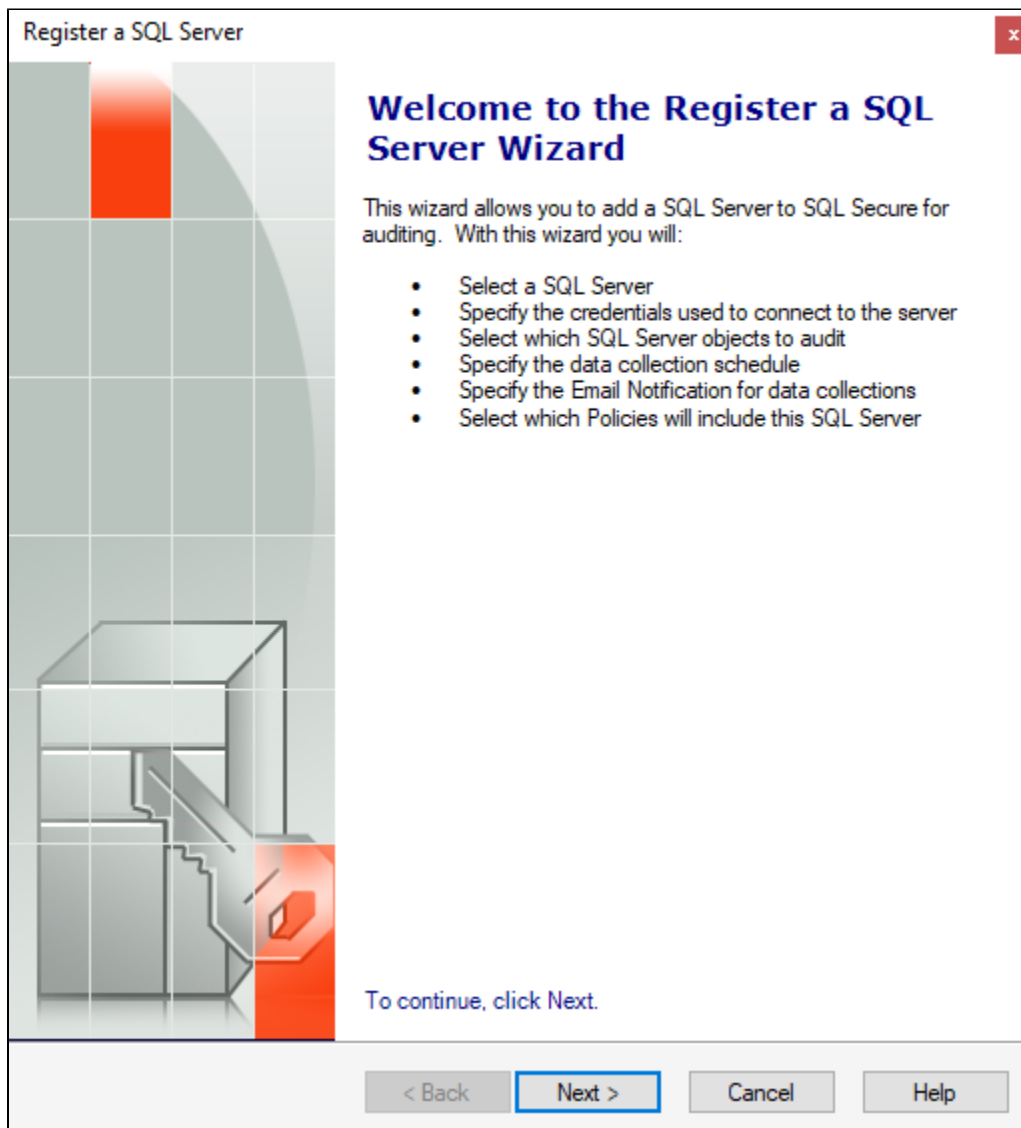 Register a SQL Server
x
Welcome to the Register a SQL
Server Wizard
This wizard allows you to add a SQL Server to SQL Secure for
auditing.  With this wizard you will:
• Select a SQL Server
• Specify the credentials used to connect to the server
• Select which SQL Server objects to audit
• Specify the data collection schedule
• Specify the Email Notification for data collections
• Select which Policies will include this SQL Server
To continue, click Next.
< Back
Next >
Cancel
Help